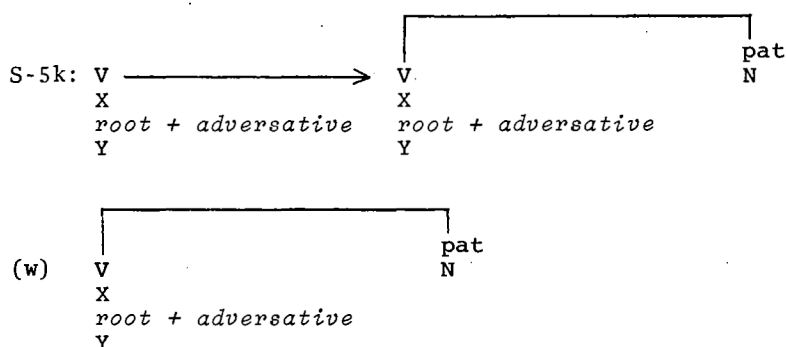 pat
S-5k: V ⟶ V N
X X
root + adversative root + adversative
Y Y
pat
(w) V N
X
root + adversative
Y